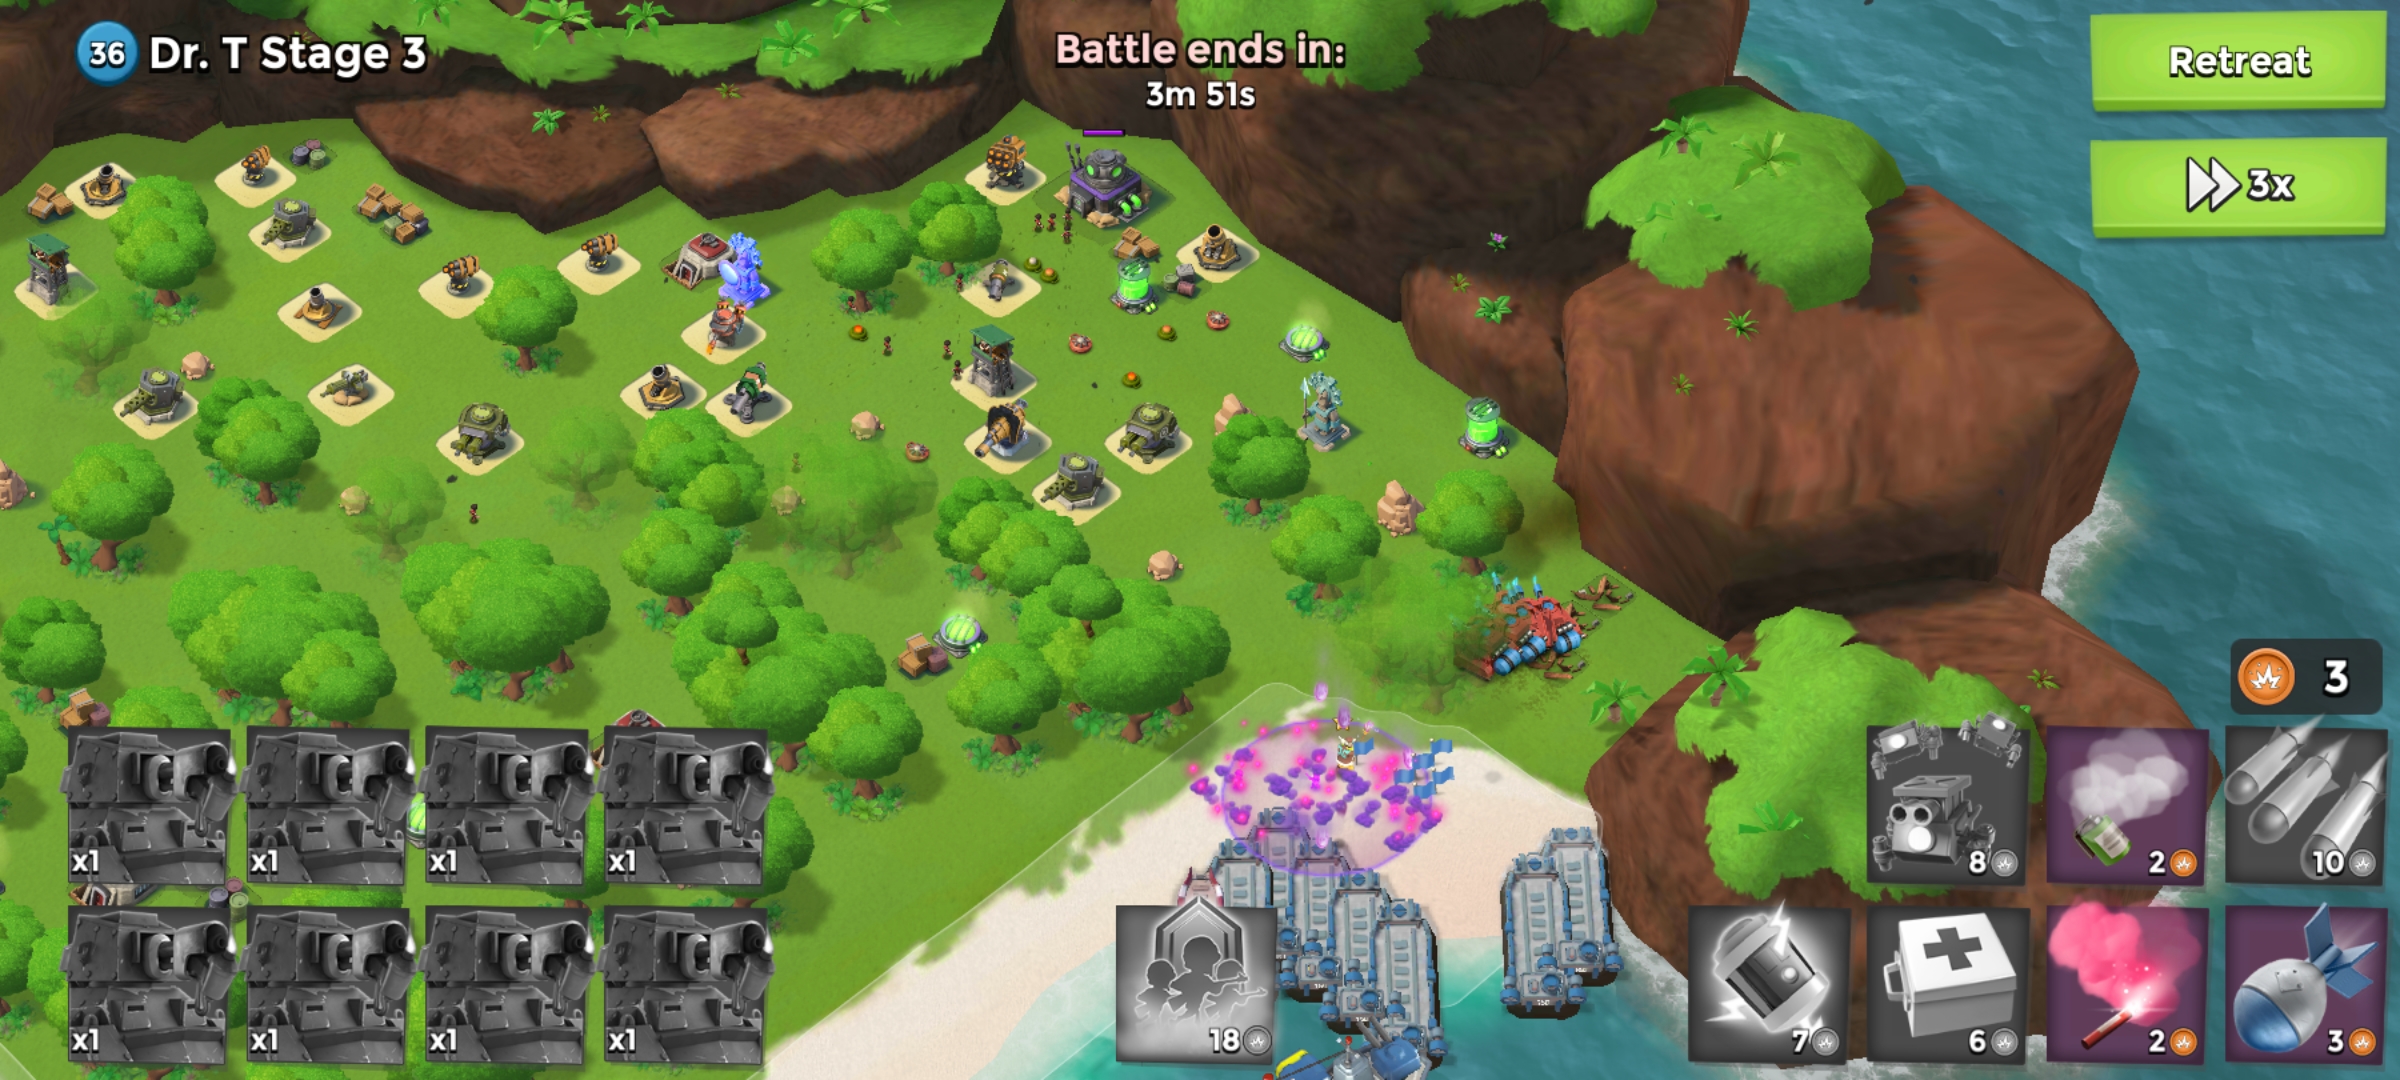 36 Dr. T Stage 3
Battle ends in:
3m 51s
Retreat
3x
3
x1
x1
x1
x1
8
2
10
x1
x1
x1
x1
18
7
6
2
3